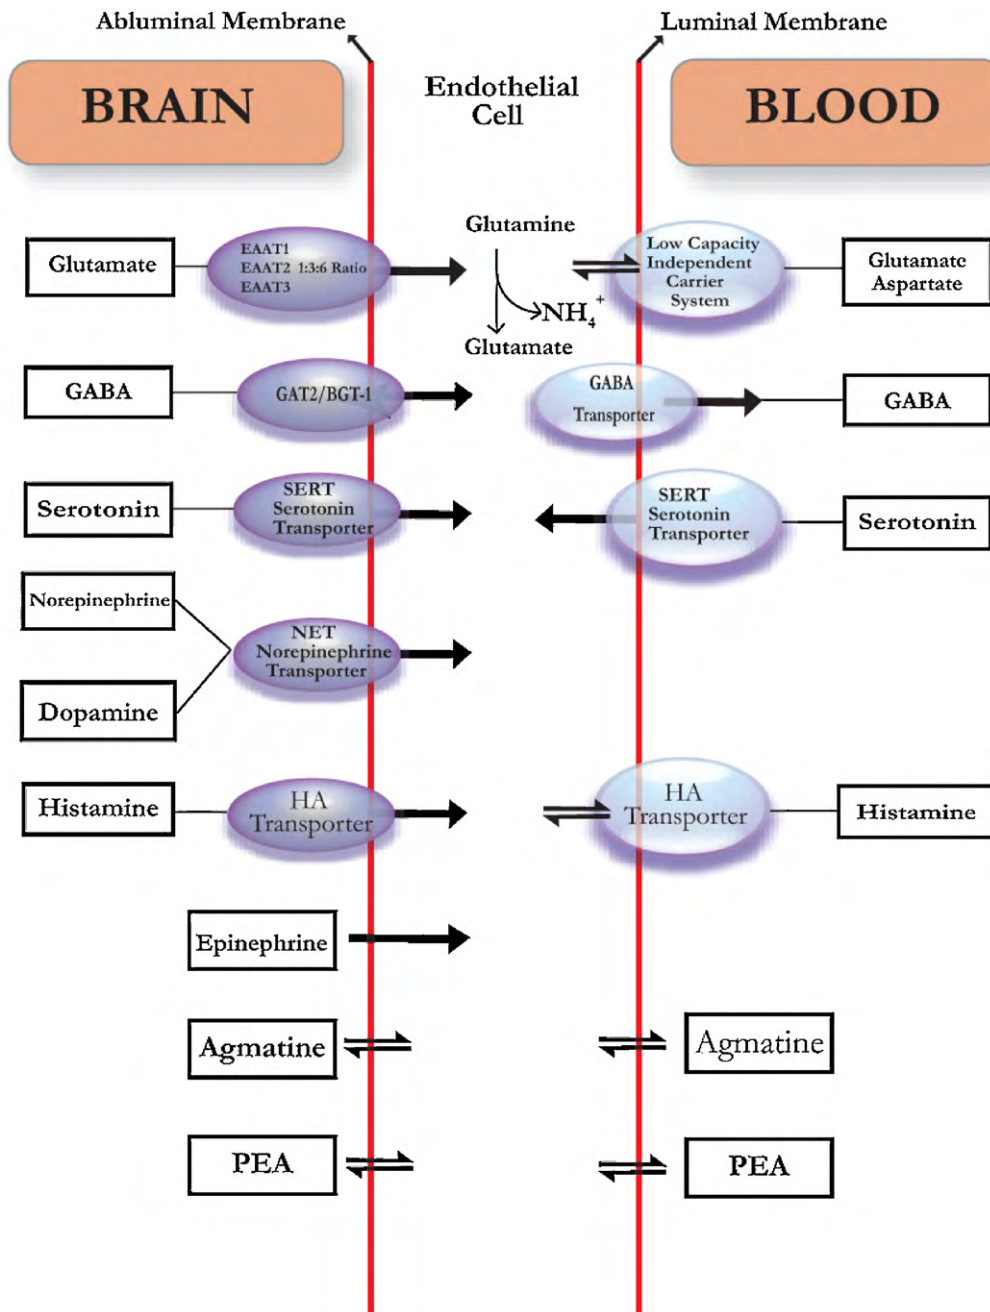 Abluminal Membrane
Luminal Membrane
BRAIN
Endothelial
Cell
BLOOD
Glutamate
EAAT1
EAAT2 1:3:6 Ratio
EAAT3
Glutamine
NH₄⁺
Glutamate
Low Capacity
Independent
Carrier
System
Glutamate
Aspartate
GABA
GAT2/BGT-1
GABA
Transporter
GABA
Serotonin
SERT
Serotonin
Transporter
SERT
Serotonin
Transporter
Serotonin
Norepinephrine
Dopamine
NET
Norepinephrine
Transporter
Histamine
HA
Transporter
HA
Transporter
Histamine
Epinephrine
Agmatine
Agmatine
PEA
PEA